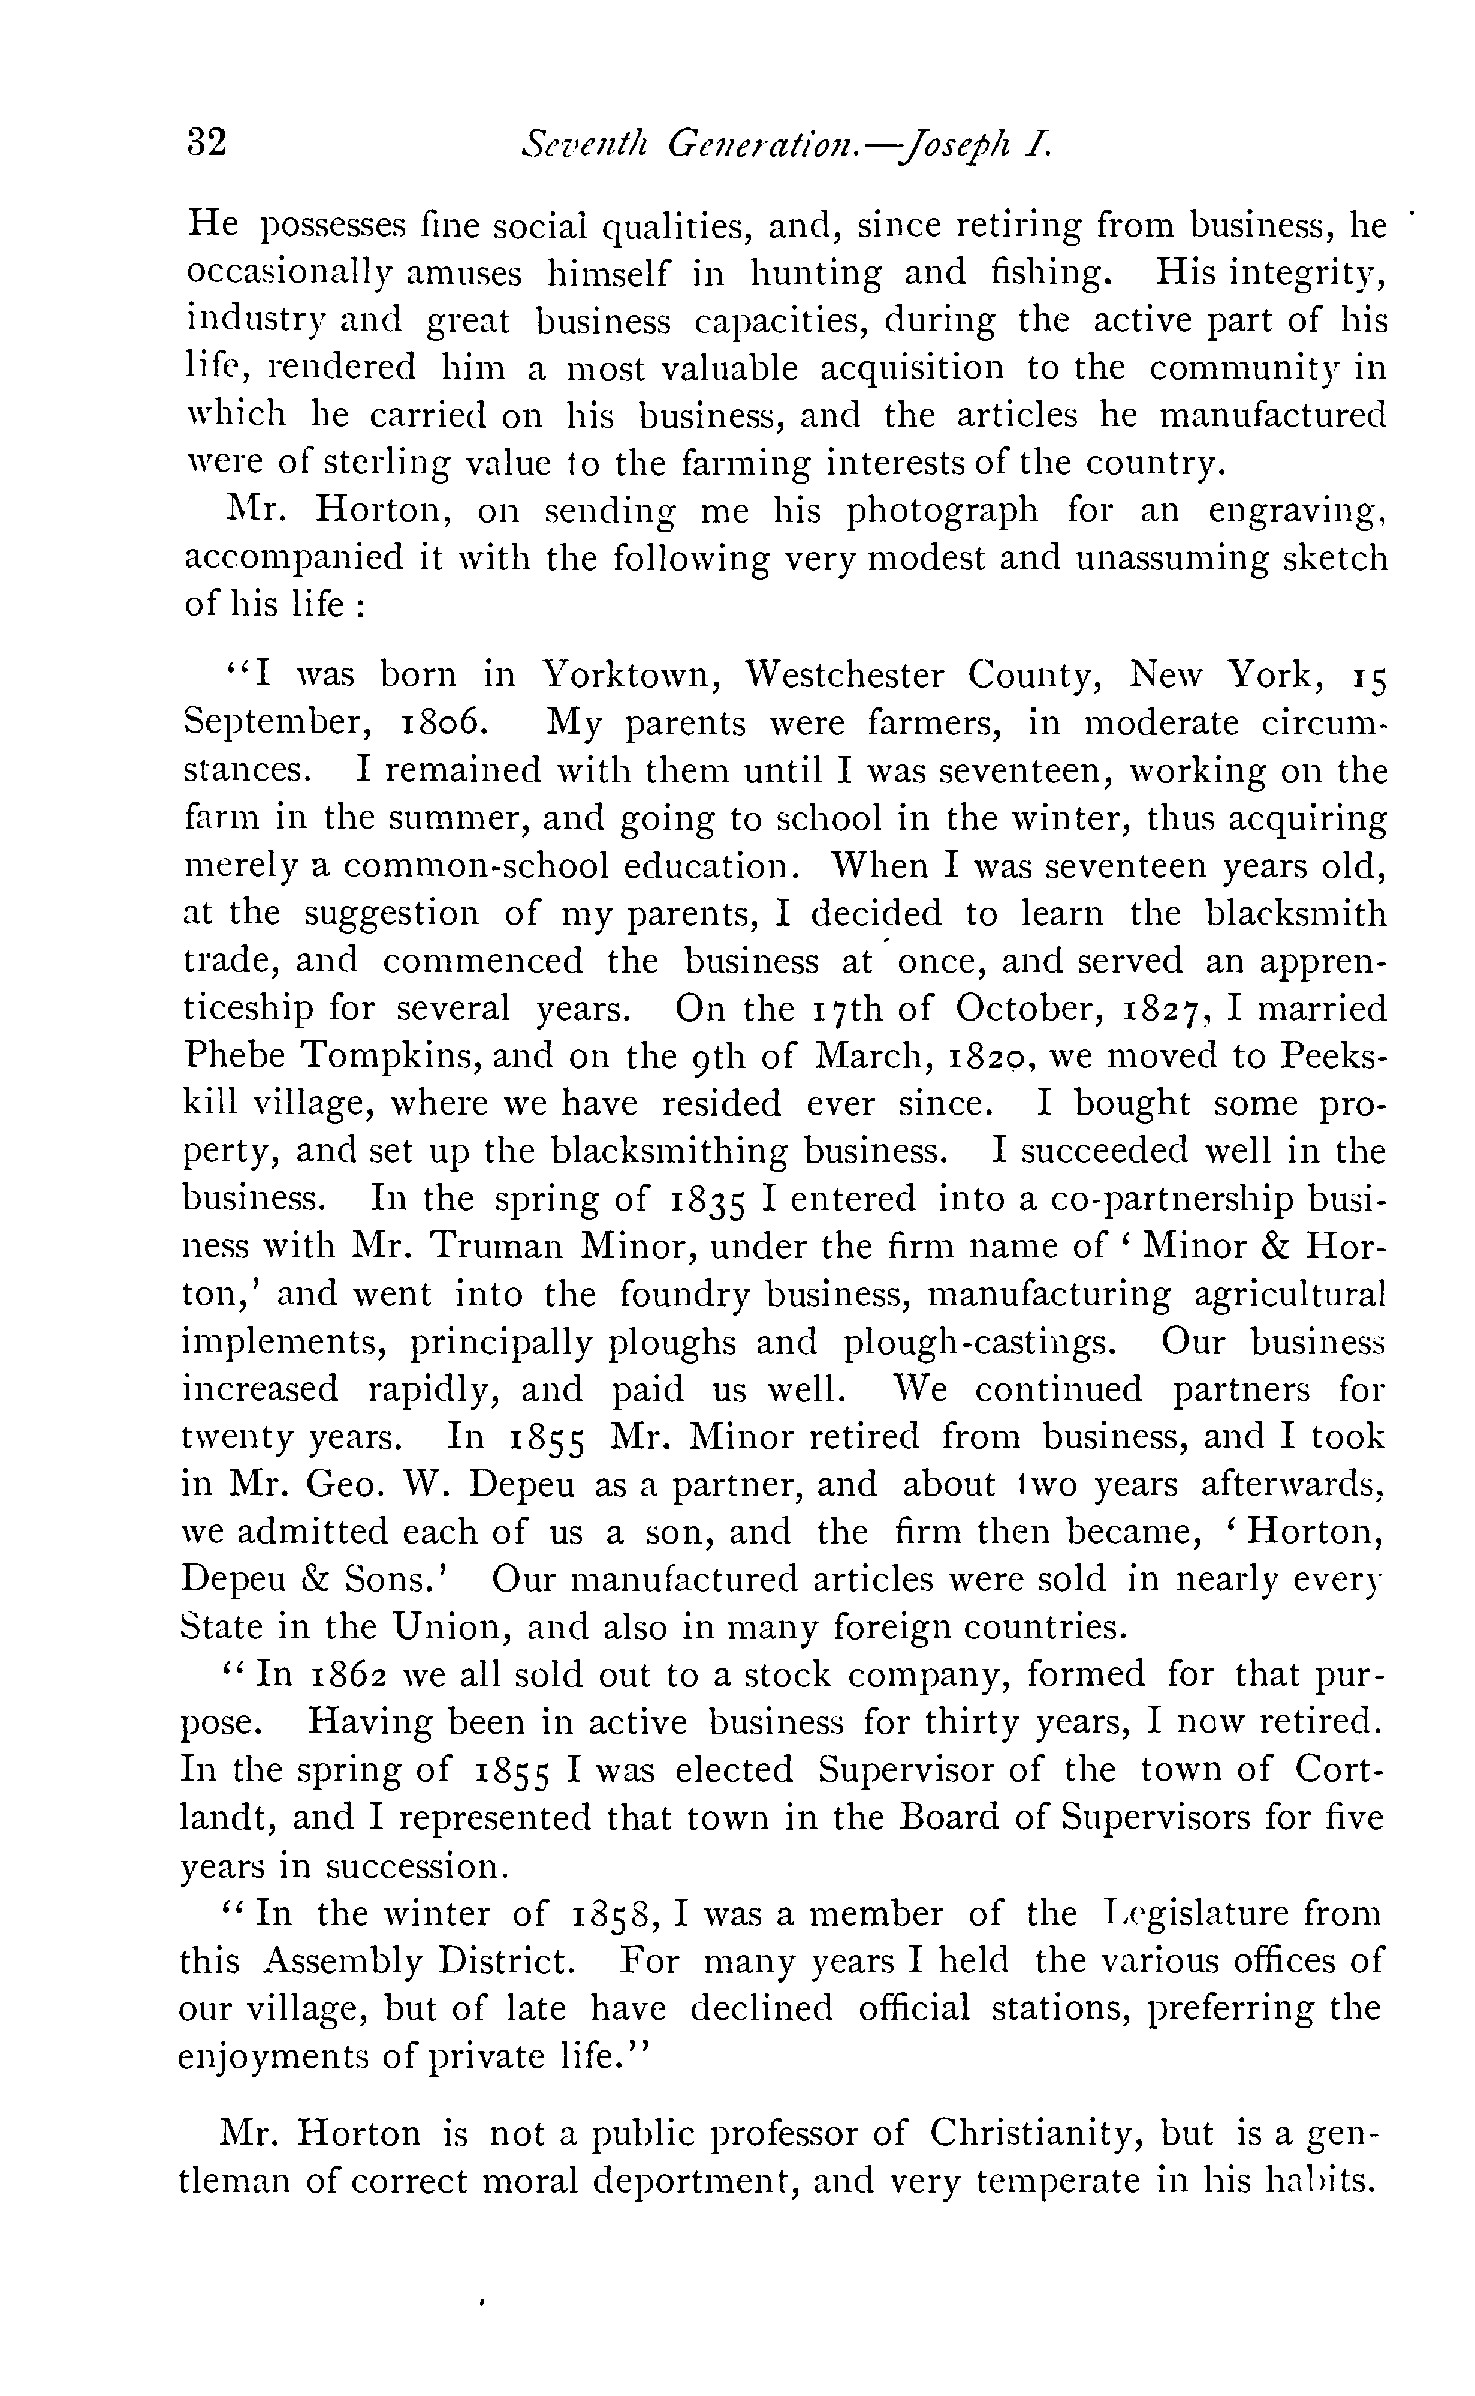 32 Seventh Generation.—Joseph I.
He possesses fine social qualities, and, since retiring from business, he
occasionally amuses himself in hunting and fishing. His integrity,
industry and great business capacities, during the active part of his
life, rendered him a most valuable acquisition to the community in
which he carried on his business, and the articles he manufactured
were of sterling value to the farming interests of the country.
Mr. Horton, on sending me his photograph for an engraving,
accompanied it with the following very modest and unassuming sketch
of his life :
“I was born in Yorktown, Westchester County, New York, 15
September, 1806. My parents were farmers, in moderate circum-
stances. I remained with them until I was seventeen, working on the
farm in the summer, and going to school in the winter, thus acquiring
merely a common-school education. When I was seventeen years old,
at the suggestion of my parents, I decided to learn the blacksmith
trade, and commenced the business at once, and served an appren-
ticeship for several years. On the 17th of October, 1827, I married
Phebe Tompkins, and on the 9th of March, 1829, we moved to Peeks-
kill village, where we have resided ever since. I bought some pro-
perty, and set up the blacksmithing business. I succeeded well in the
business. In the spring of 1835 I entered into a co-partnership busi-
ness with Mr. Truman Minor, under the firm name of ‘ Minor & Hor-
ton,’ and went into the foundry business, manufacturing agricultural
implements, principally ploughs and plough-castings. Our business
increased rapidly, and paid us well. We continued partners for
twenty years. In 1855 Mr. Minor retired from business, and I took
in Mr. Geo. W. Depeu as a partner, and about two years afterwards,
we admitted each of us a son, and the firm then became, ‘ Horton,
Depeu & Sons.’ Our manufactured articles were sold in nearly every
State in the Union, and also in many foreign countries.
“ In 1862 we all sold out to a stock company, formed for that pur-
pose. Having been in active business for thirty years, I now retired.
In the spring of 1855 I was elected Supervisor of the town of Cort-
landt, and I represented that town in the Board of Supervisors for five
years in succession.
“ In the winter of 1858, I was a member of the Legislature from
this Assembly District. For many years I held the various offices of
our village, but of late have declined official stations, preferring the
enjoyments of private life.”
Mr. Horton is not a public professor of Christianity, but is a gen-
tleman of correct moral deportment, and very temperate in his habits.